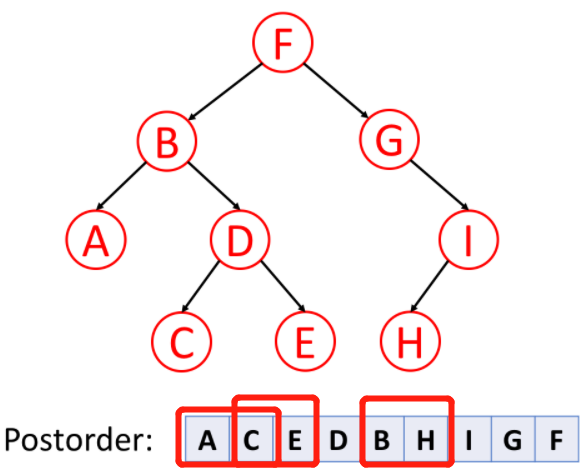 F
B G
A D I
C E H
Postorder: A C E D B H I G F